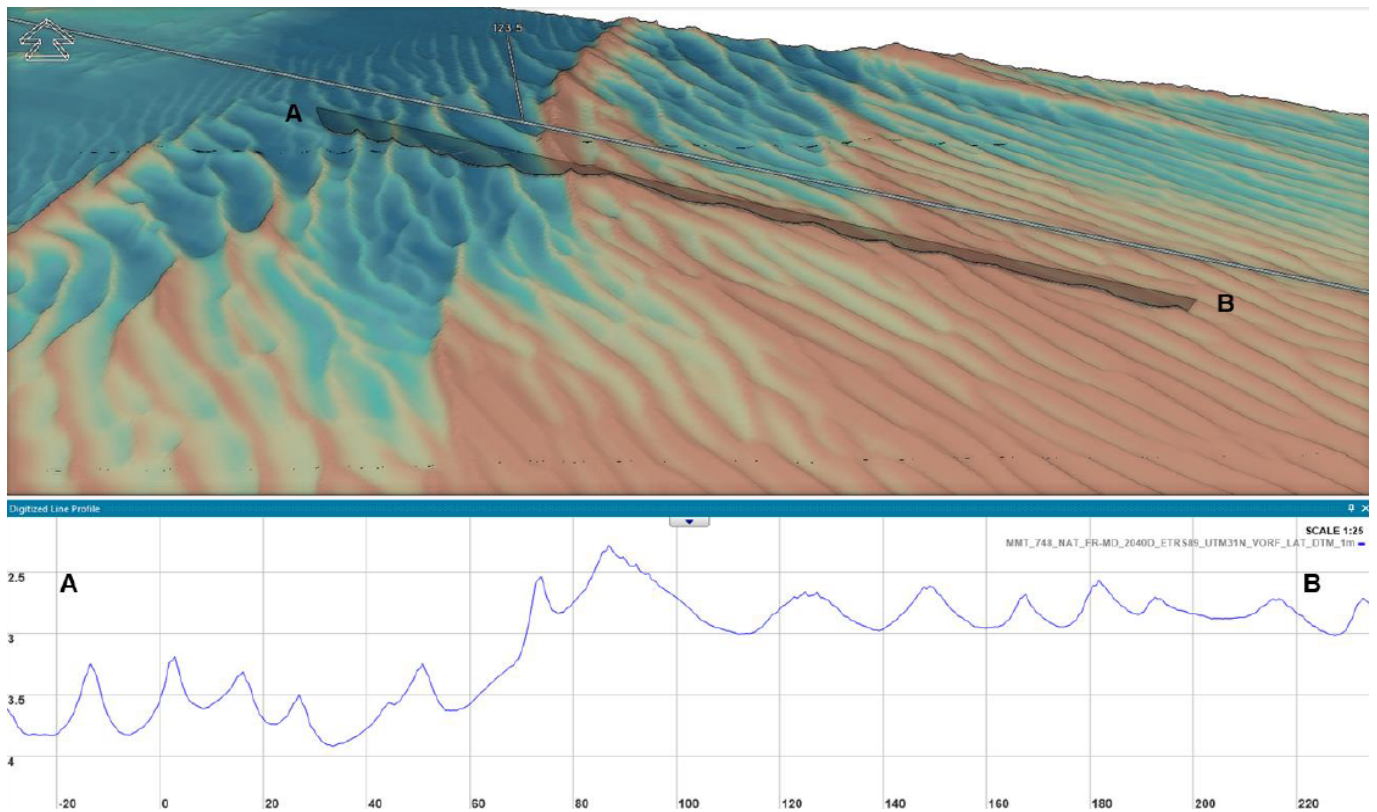 123.5
A
B
Digitized Line Profile
SCALE 1:25
MMT_748_NAT_FR-MD_2040D_ETRS89_UTM31N_VORF_LAT_DTM_1m
A
B
2.5
3
3.5
4
-20 0 20 40 60 80 100 120 140 160 180 200 220